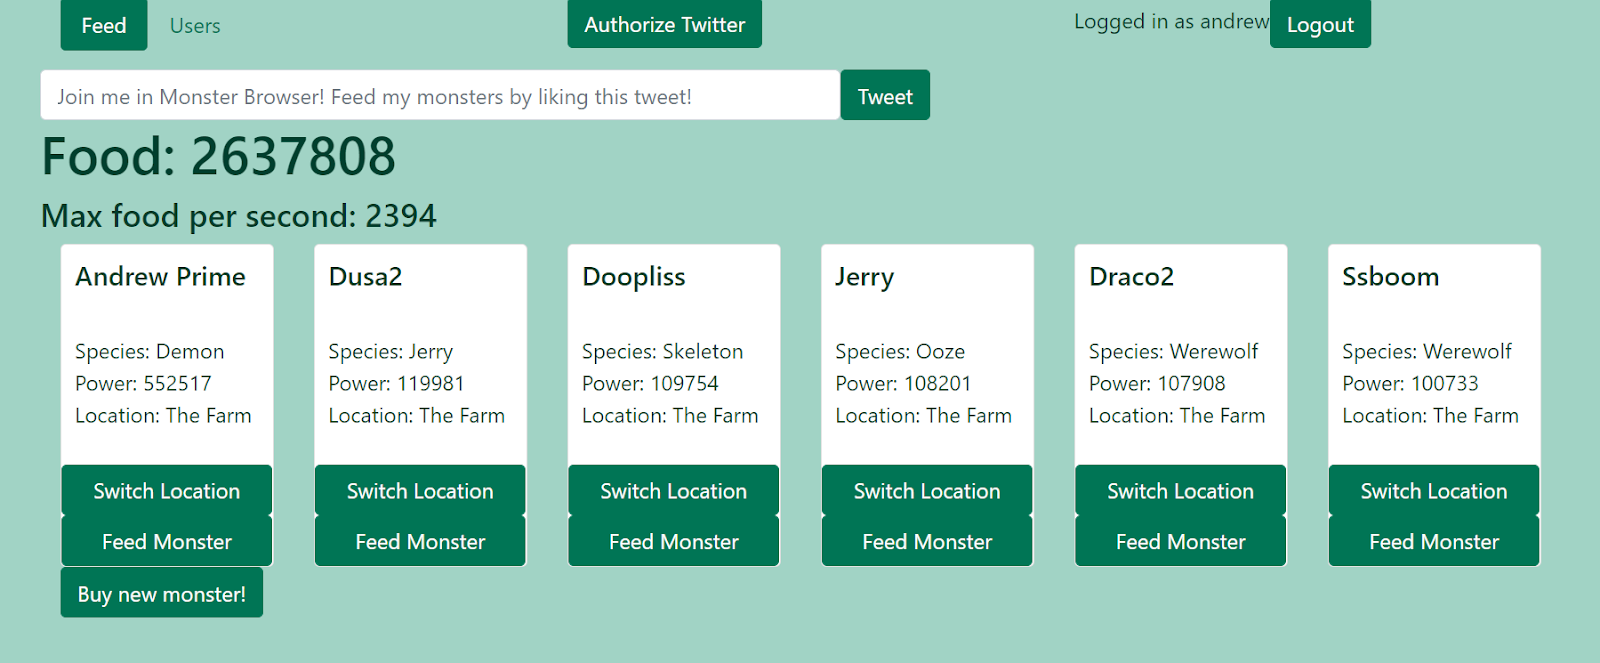 Feed Users Authorize Twitter Logged in as andrew Logout
Join me in Monster Browser! Feed my monsters by liking this tweet! Tweet
Food: 2637808
Max food per second: 2394
Andrew Prime
Species: Demon
Power: 552517
Location: The Farm
Switch Location
Feed Monster
Dusa2
Species: Jerry
Power: 119981
Location: The Farm
Switch Location
Feed Monster
Doopliss
Species: Skeleton
Power: 109754
Location: The Farm
Switch Location
Feed Monster
Jerry
Species: Ooze
Power: 108201
Location: The Farm
Switch Location
Feed Monster
Draco2
Species: Werewolf
Power: 107908
Location: The Farm
Switch Location
Feed Monster
Ssboom
Species: Werewolf
Power: 100733
Location: The Farm
Switch Location
Feed Monster
Buy new monster!